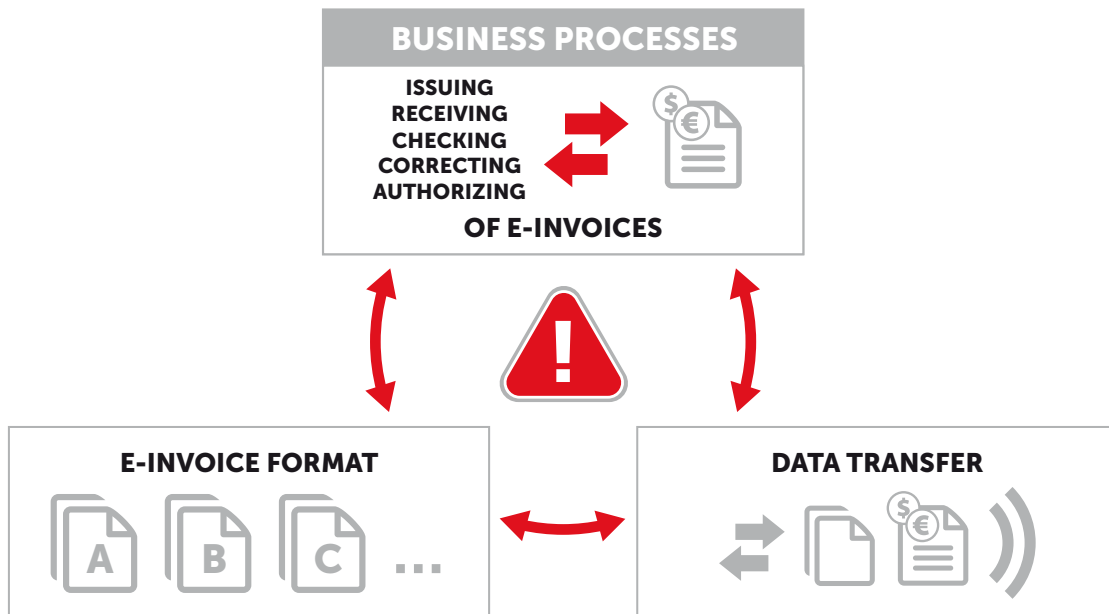 BUSINESS PROCESSES
ISSUING
RECEIVING
CHECKING
CORRECTING
AUTHORIZING
$
€
OF E-INVOICES
!
E-INVOICE FORMAT
A
B
C
...
DATA TRANSFER
$
€